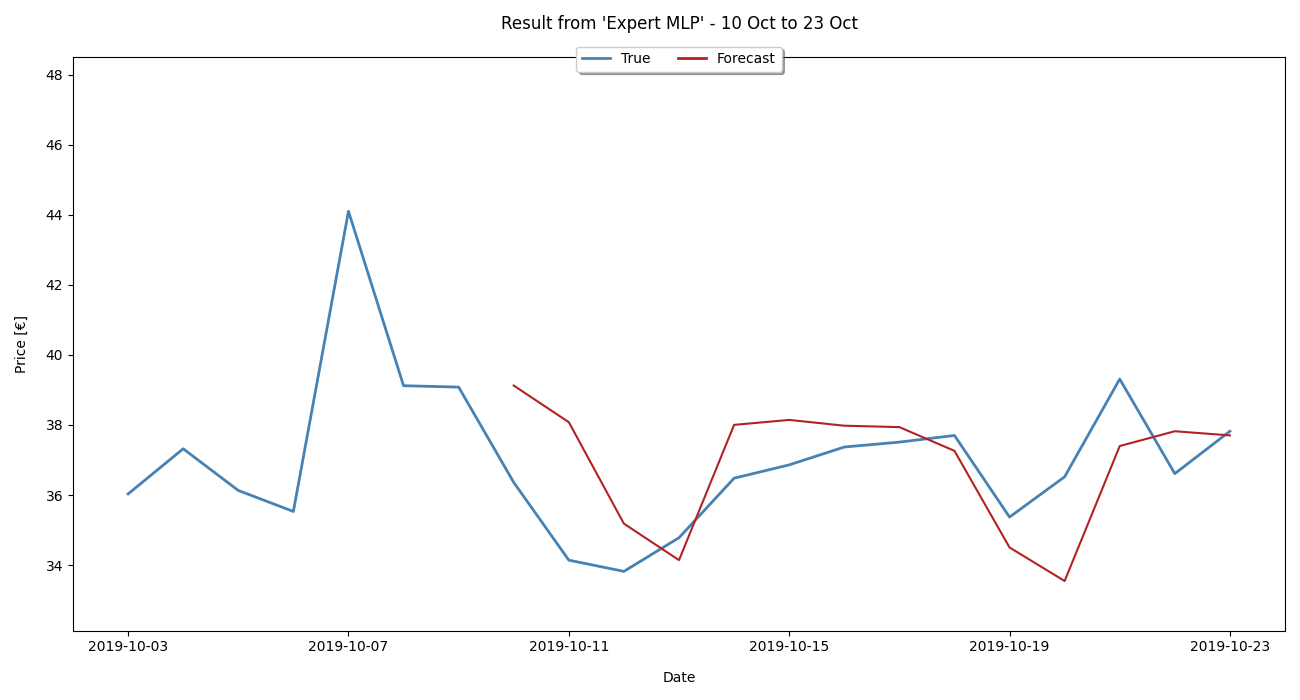 Result from 'Expert MLP' - 10 Oct to 23 Oct
True Forecast
48
46
44
42
40
38
36
34
Price [€]
2019-10-03 2019-10-07 2019-10-11 2019-10-15 2019-10-19 2019-10-23
Date